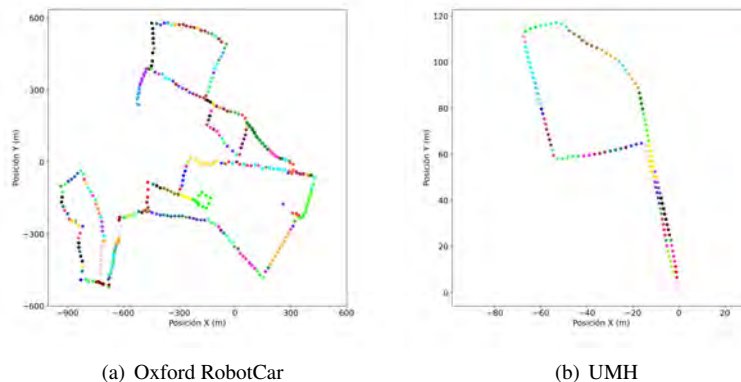 600
300
0
−300
−600
Posición Y (m)
−900 −600 −300 0 300 600
Posición X (m)
120
100
80
60
40
20
0
Posición Y (m)
−80 −60 −40 −20 0
Posición X (m)
(a) Oxford RobotCar
(b) UMH